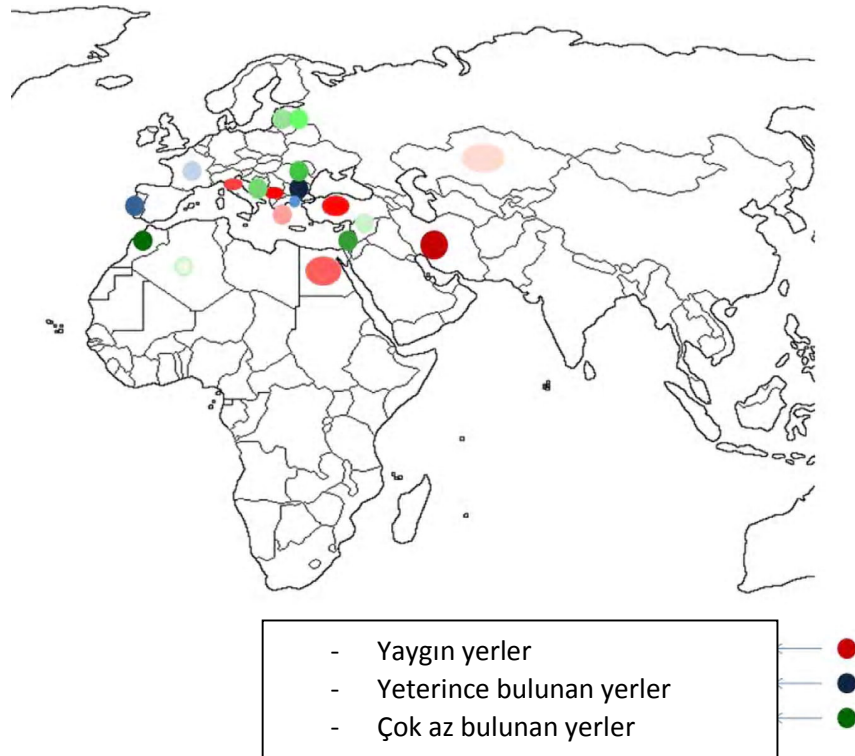 - Yaygın yerler
- Yeterince bulunan yerler
- Çok az bulunan yerler